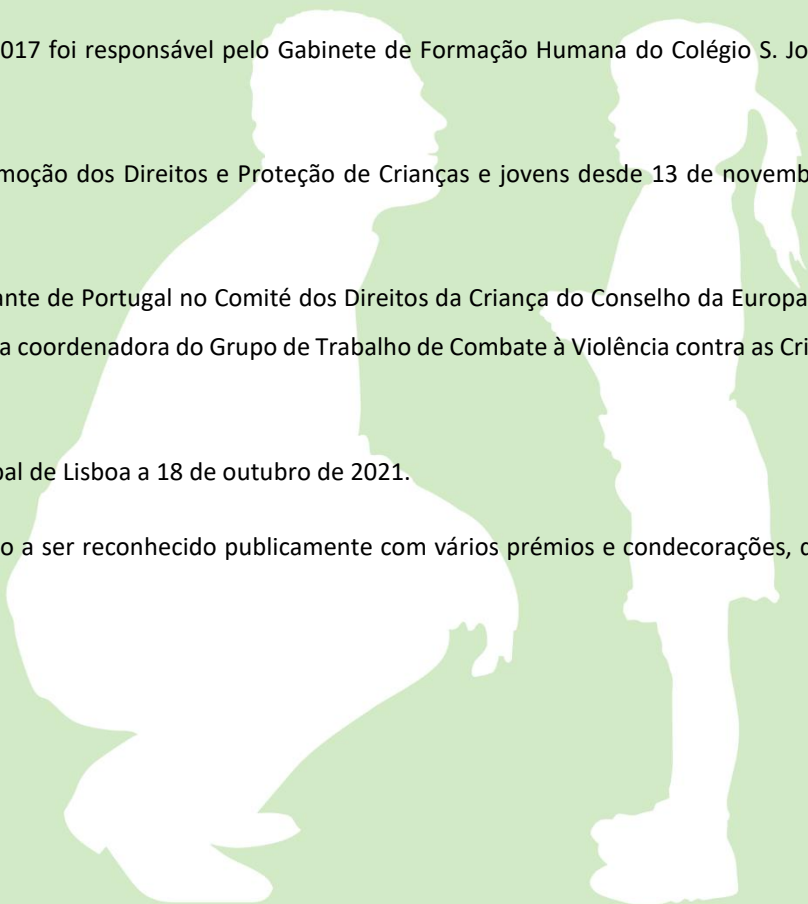 017 foi responsável pelo Gabinete de Formação Humana do Colégio S. Jo
moção dos Direitos e Proteção de Crianças e jovens desde 13 de novemb
ante de Portugal no Comité dos Direitos da Criança do Conselho da Europa
a coordenadora do Grupo de Trabalho de Combate à Violência contra as Cri
pal de Lisboa a 18 de outubro de 2021.
o a ser reconhecido publicamente com vários prémios e condecorações, d